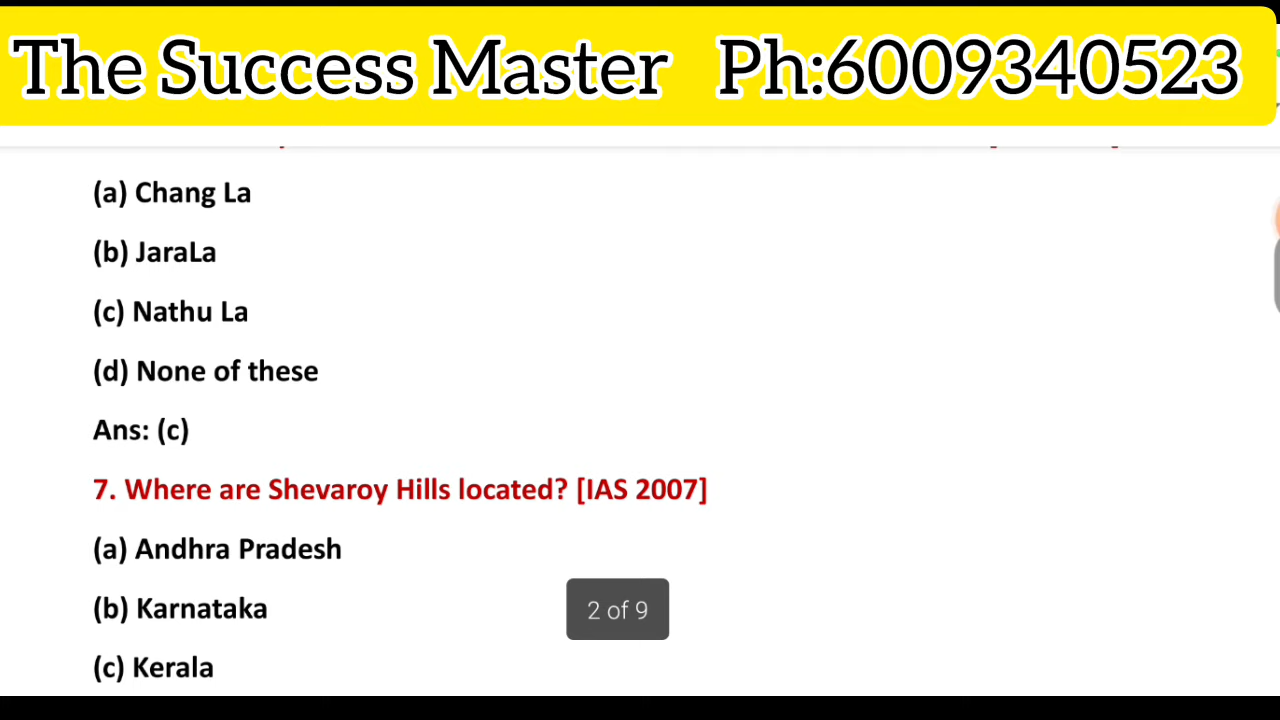 The Success Master Ph:6009340523
(a) Chang La
(b) JaraLa
(c) Nathu La
(d) None of these
Ans: (c)
7. Where are Shevaroy Hills located? [IAS 2007]
(a) Andhra Pradesh
(b) Karnataka
2 of 9
(c) Kerala